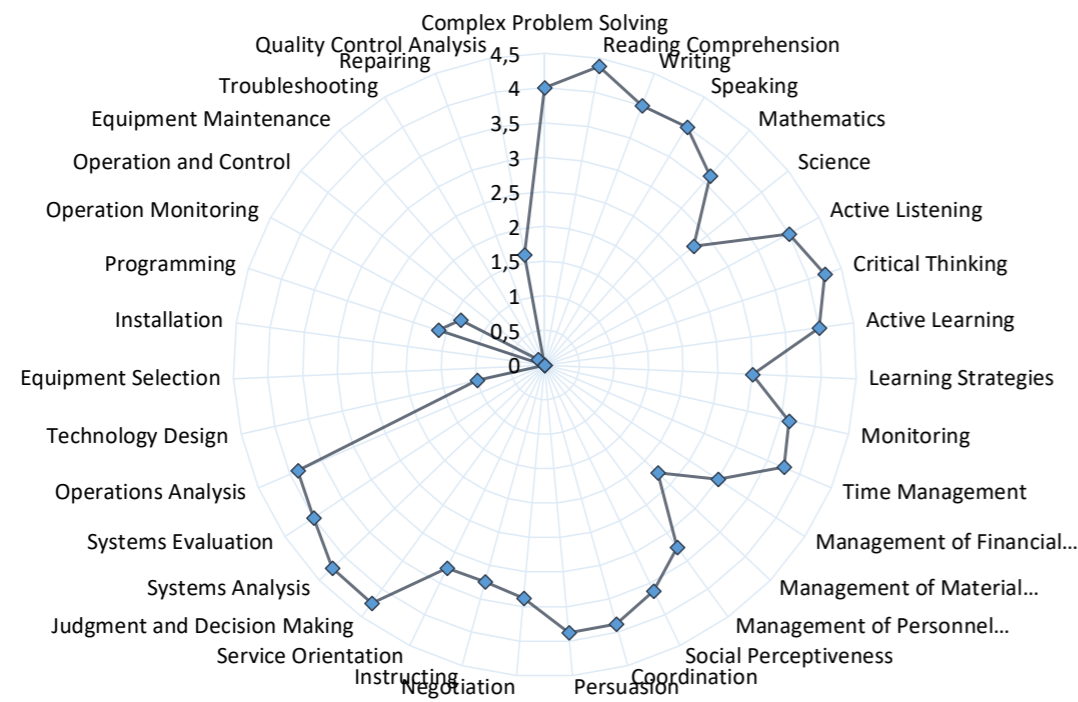 Complex Problem Solving
Reading Comprehension
Writing
Speaking
Mathematics
Science
Active Listening
Critical Thinking
Active Learning
Learning Strategies
Monitoring
Time Management
Management of Financial...
Management of Material...
Management of Personnel...
Social Perceptiveness
Coordination
Persuasion
Negotiation
Instructing
Service Orientation
Judgment and Decision Making
Systems Analysis
Systems Evaluation
Operations Analysis
Technology Design
Equipment Selection
Installation
Programming
Operation Monitoring
Operation and Control
Equipment Maintenance
Troubleshooting
Repairing
Quality Control Analysis
4,5
4
3,5
3
2,5
2
1,5
1
0,5
0